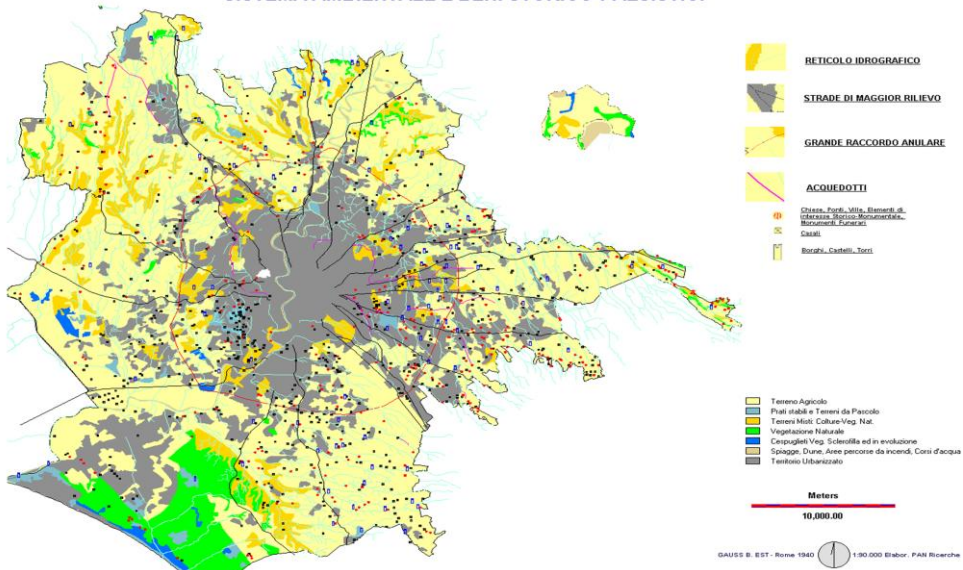 RETICOLO IDROGRAFICO
STRADE DI MAGGIOR RILIEVO
GRANDE RACCORDO ANULARE
ACQUEDOTTI
Chiese, Ponti, Ville, Elementi di
interesse Storico-Monumentale,
Monumenti Funerari
Casali
Borghi, Castelli, Torri
Terreno Agricolo
Prati stabili e Terreni da Pascolo
Terreni Misti: Colture-Veg. Nat.
Vegetazione Naturale
Cespuglieti Veg. Sclerofilla ed in evoluzione
Spiagge, Dune, Aree percorse da incendi, Corsi d'acqua
Territorio Urbanizzato
Meters
10,000.00
GAUSS B. EST - Rome 1940
1:90.000 Elabor. PAN Ricerche